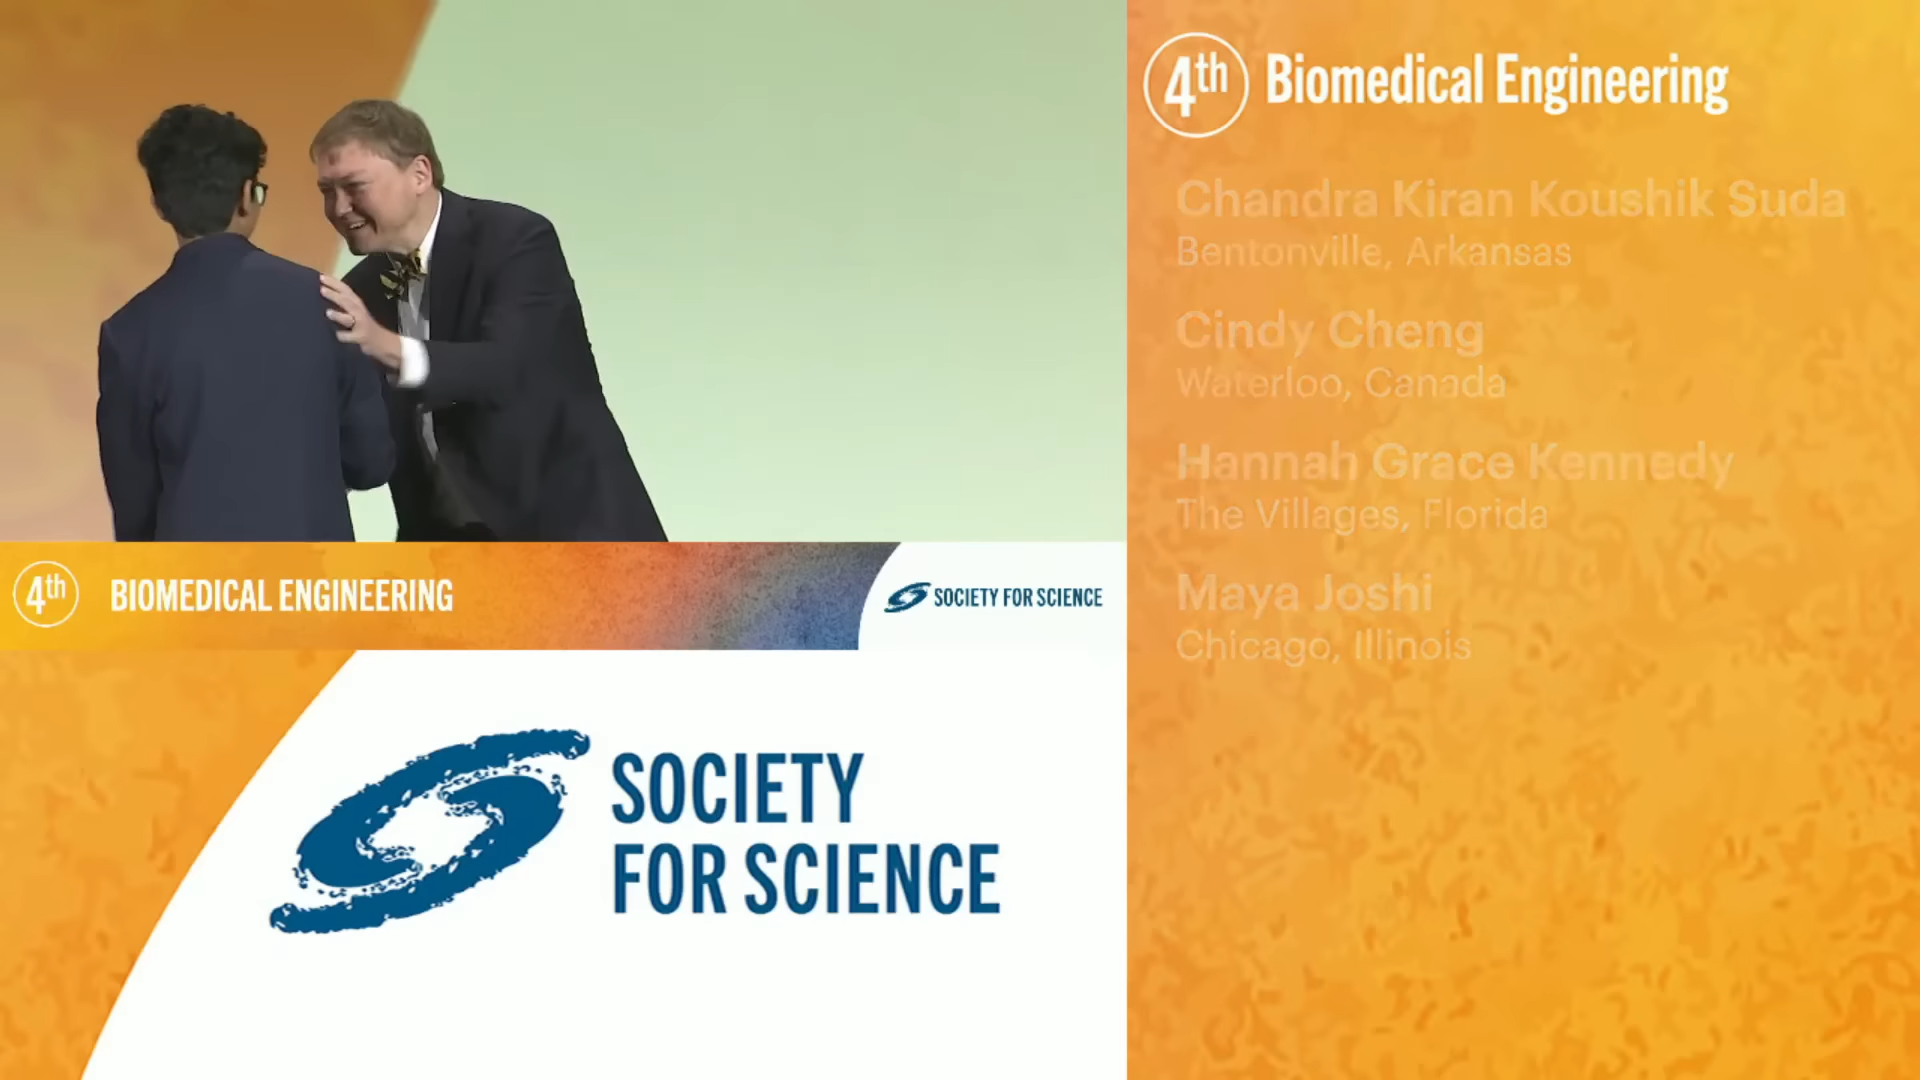 4th BIOMEDICAL ENGINEERING
SOCIETY FOR SCIENCE
SOCIETY
FOR SCIENCE
4th Biomedical Engineering
Chandra Kiran Koushik Suda
Bentonville, Arkansas
Cindy Cheng
Waterloo, Canada
Hannah Grace Kennedy
The Villages, Florida
Maya Joshi
Chicago, Illinois